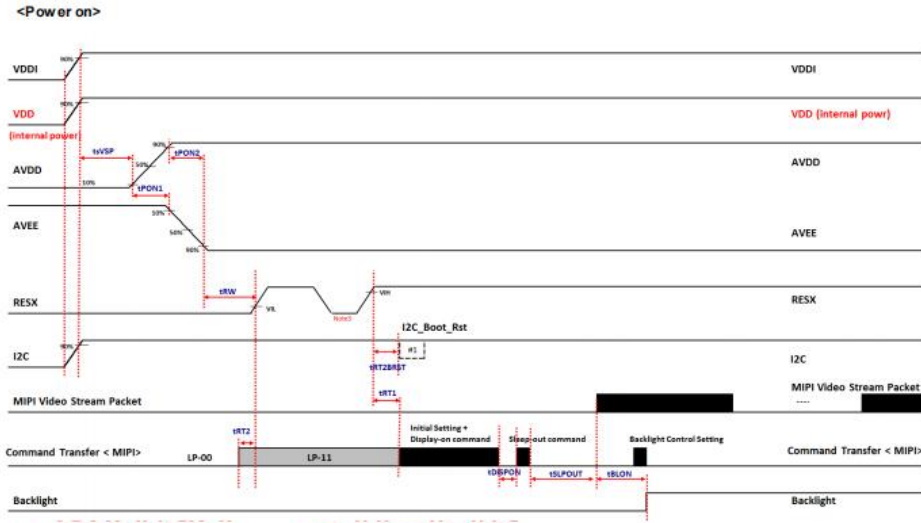 <Power on>
VDDI
90%
VDDI
VDD
90%
(internal power)
VDD (internal powr)
tsVSP
90%
tPON2
50%
AVDD
10%
AVDD
tPON1
AVEE
10%
50%
90%
AVEE
tRW
RESX
VIL
Note3
VIH
RESX
I2C_Boot_Rst
I2C
90%
#1
I2C
tRT2BRST
MIPI Video Stream Packet
tRT1
MIPI Video Stream Packet
----
Initial Setting +
Display-on command
Sleep-out command
Backlight Control Setting
tRT2
Command Transfer < MIPI>
LP-00
LP-11
Command Transfer < MIPI>
tDISPON
tSLPOUT
tBLON
Backlight
Backlight